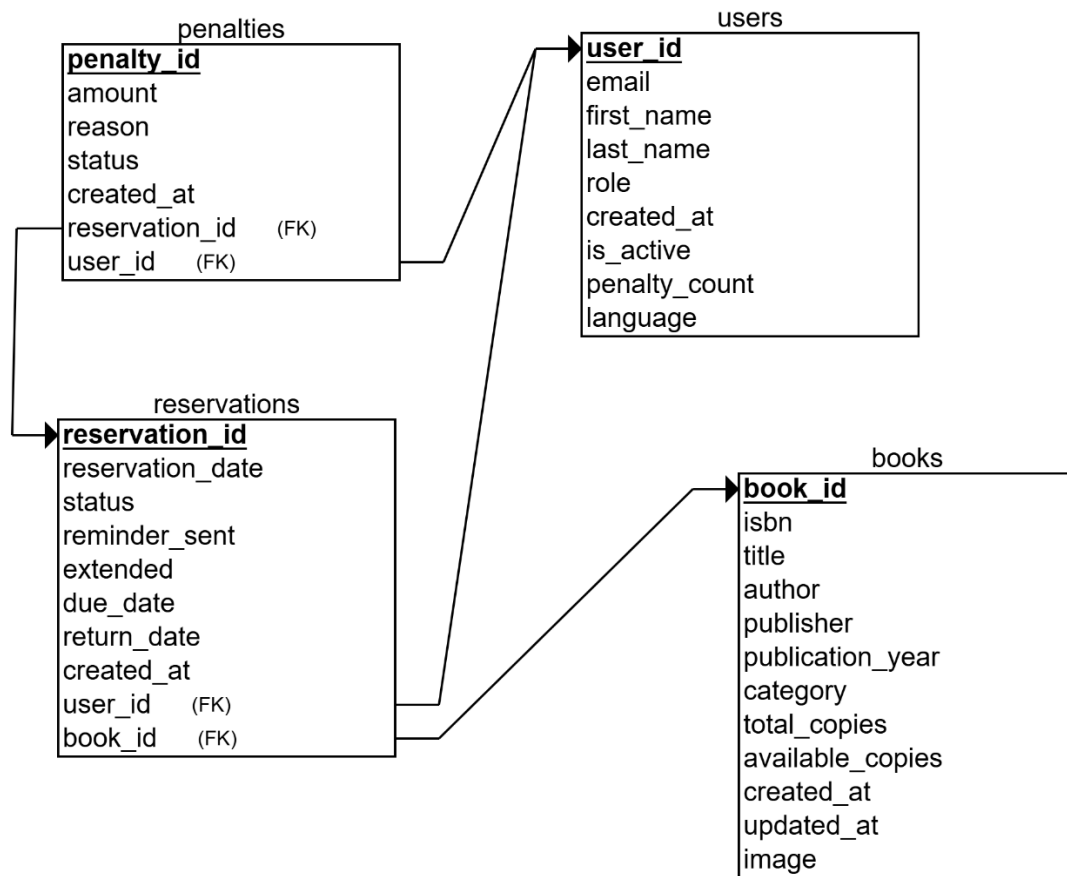 penalties
penalty_id
amount
reason
status
created_at
reservation_id (FK)
user_id (FK)
users
user_id
email
first_name
last_name
role
created_at
is_active
penalty_count
language
reservations
reservation_id
reservation_date
status
reminder_sent
extended
due_date
return_date
created_at
user_id (FK)
book_id (FK)
books
book_id
isbn
title
author
publisher
publication_year
category
total_copies
available_copies
created_at
updated_at
image